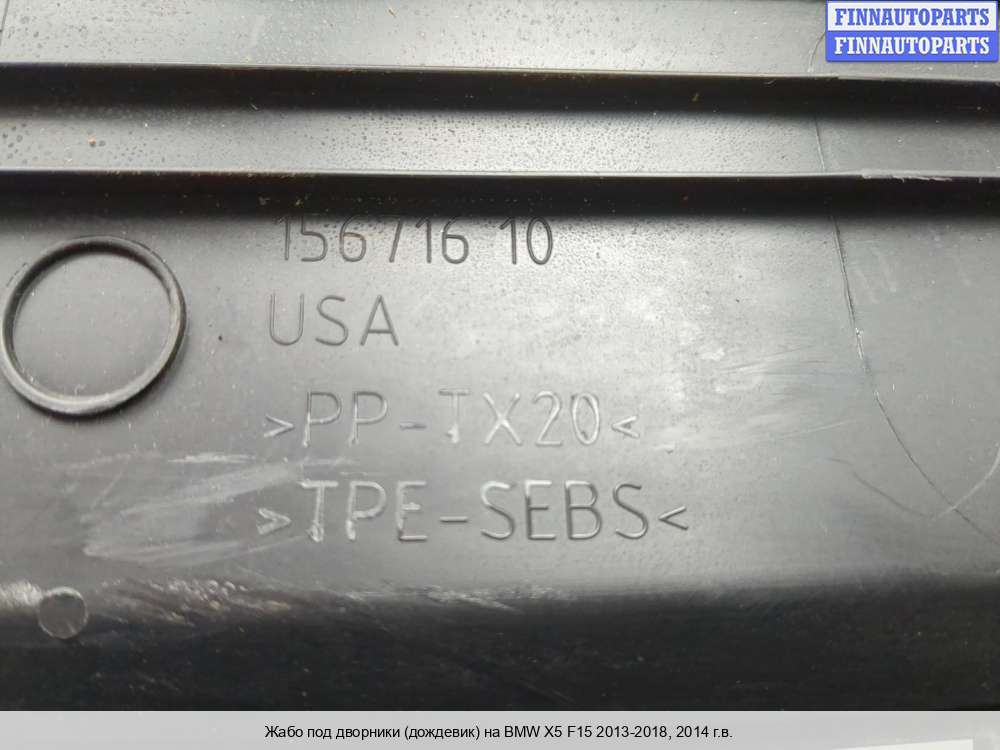 FINNAUTOPARTS
FINNAUTOPARTS
156716 10
USA
>PP-TX20<
>TPE-SEBS<
Жабо под дворники (дождевик) на BMW X5 F15 2013-2018, 2014 г.в.